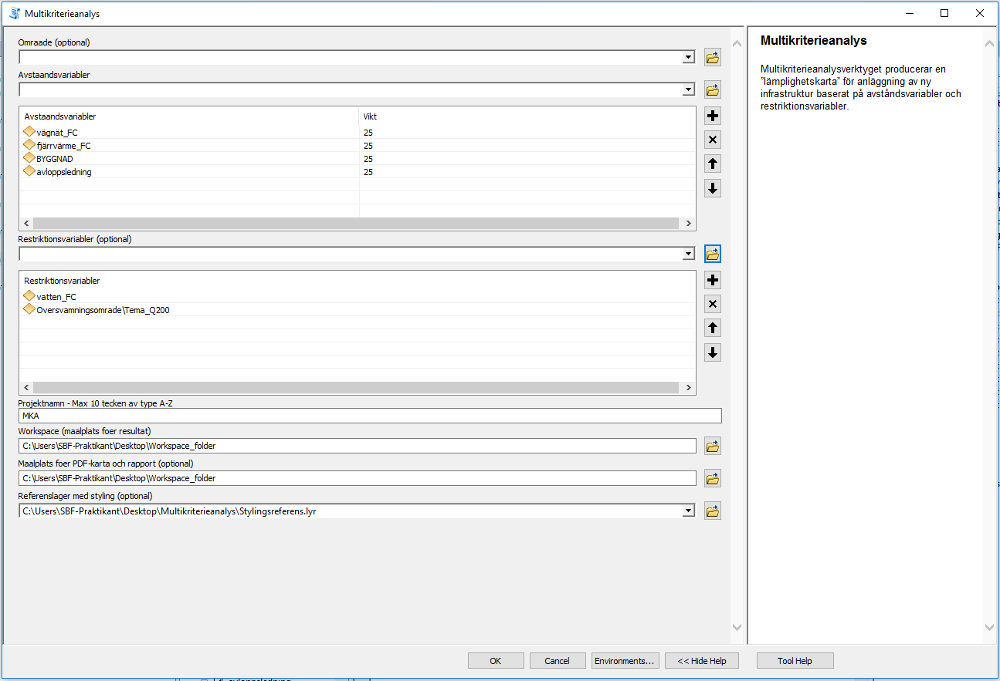 Multikriterieanalys
Omraade (optional)
Avstaandsvariabler
Avstaandsvariabler Vikt
vägnät_FC 25
fjärrvärme_FC 25
BYGGNAD 25
avloppsledning 25
Restriktionsvariabler (optional)
Restriktionsvariabler
vatten_FC
Oversvamningsomrade\Tema_Q200
Projektnamn - Max 10 tecken av type A-Z
MKA
Workspace (maalplats foer resultat)
C:\Users\SBF-Praktikant\Desktop\Workspace_folder
Maalplats foer PDF-karta och rapport (optional)
C:\Users\SBF-Praktikant\Desktop\Workspace_folder
Referenslager med styling (optional)
C:\Users\SBF-Praktikant\Desktop\Multikriterieanalys\Stylingsreferens.lyr
Multikriterieanalys
Multikriterieanalysverktyget producerar en
”lämplighetskarta” för anläggning av ny
infrastruktur baserat på avståndsvariabler och
restriktionsvariabler.
OK Cancel Environments... << Hide Help Tool Help